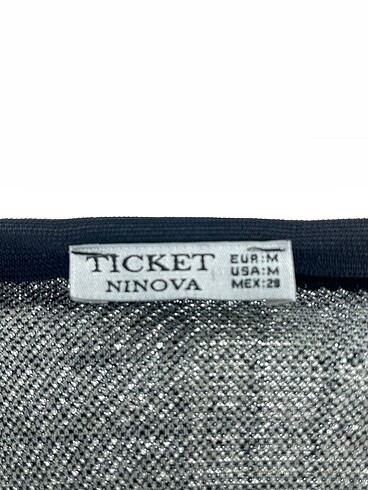 TICKET
NINOVA
EUR:M
USA:M
MEX:28